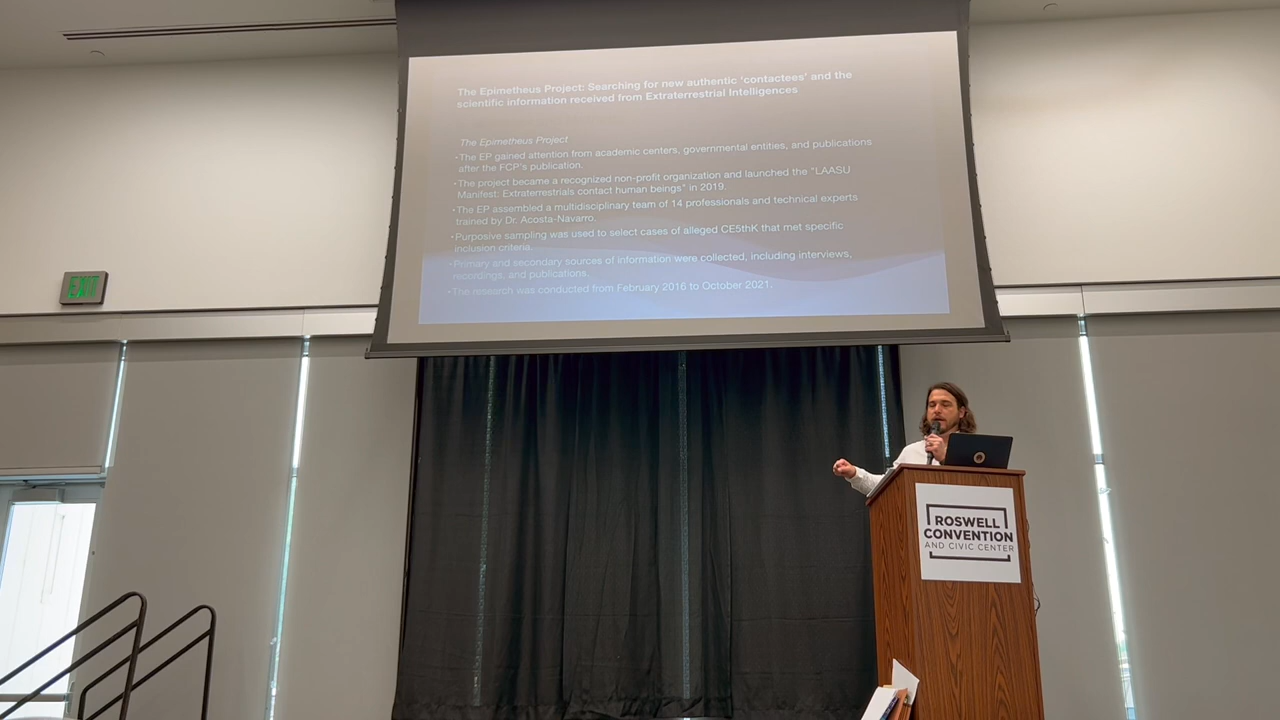 The Epimetheus Project: Searching for new authentic 'contactees' and the
scientific information received from Extraterrestrial Intelligences
The Epimetheus Project
•The EP gained attention from academic centers, governmental entities, and publications
after the FCP's publication.
•The project became a recognized non-profit organization and launched the "LAASU
Manifest: Extraterrestrials contact human beings" in 2019.
•The EP assembled a multidisciplinary team of 14 professionals and technical experts
trained by Dr. Acosta-Navarro.
•Purposive sampling was used to select cases of alleged CE5thK that met specific
inclusion criteria.
•Primary and secondary sources of information were collected, including interviews,
recordings, and publications.
•The research was conducted from February 2016 to October 2021.
EXIT
ROSWELL
CONVENTION
AND CIVIC CENTER